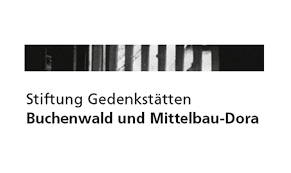 Stiftung Gedenkstätten
Buchenwald und Mittelbau-Dora